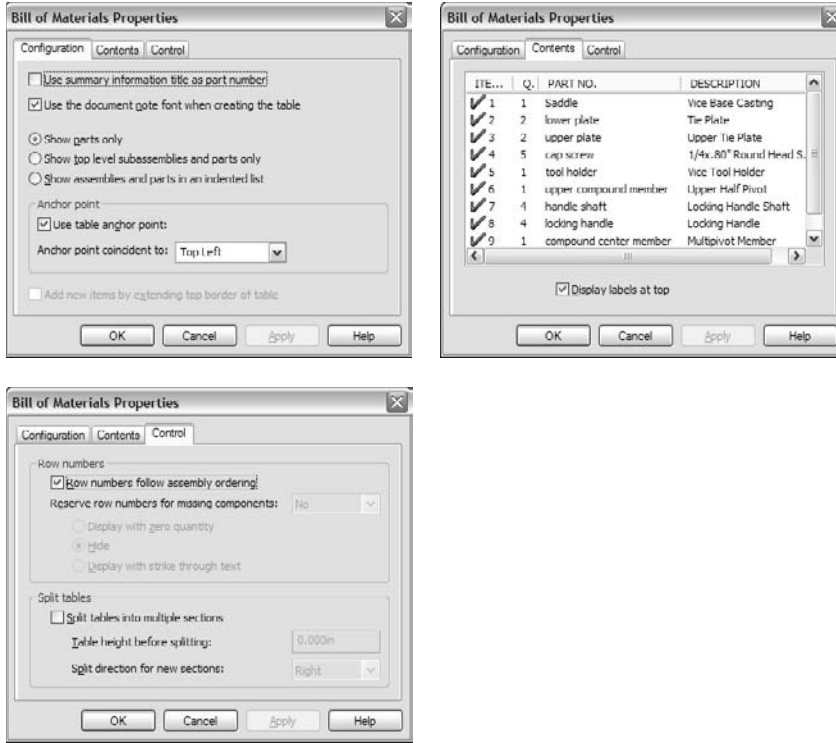 Bill of Materials Properties
Configuration Contents Control
Use summary information title as part number
Use the document note font when creating the table
Show parts only
Show top level subassemblies and parts only
Show assemblies and parts in an indented list
Anchor point
Use table anchor point:
Anchor point coincident to: Top Left
Add new items by extending top border of table
OK Cancel Apply Help
Bill of Materials Properties
Configuration Contents Control
ITE... Q. PART NO. DESCRIPTION
1 Saddle Vice Base Casting
2 2 lower plate Tie Plate
3 2 upper plate Upper Tie Plate
4 5 cap screw 1/4x.80" Round Head S.
5 1 tool holder Vice Tool Holder
6 1 upper compound member Upper Half Pivot
7 4 handle shaft Locking Handle Shaft
8 4 locking handle Locking Handle
9 1 compound center member Multipivot Member
Display labels at top
OK Cancel Apply Help
Bill of Materials Properties
Configuration Contents Control
Row numbers
Row numbers follow assembly ordering
Reserve row numbers for missing components: No
Display with zero quantity
Hide
Display with strike through text
Split tables
Split tables into multiple sections
Table height before splitting: 0.000in
Split direction for new sections: Right
OK Cancel Apply Help